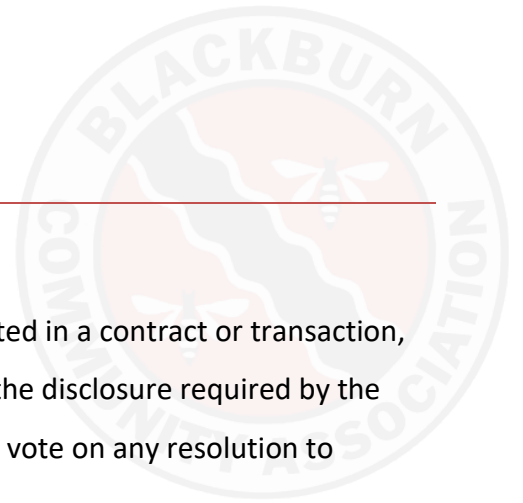 BLACKBURN
COMMUNITY ASSOCIATION
ted in a contract or transaction,
the disclosure required by the
vote on any resolution to